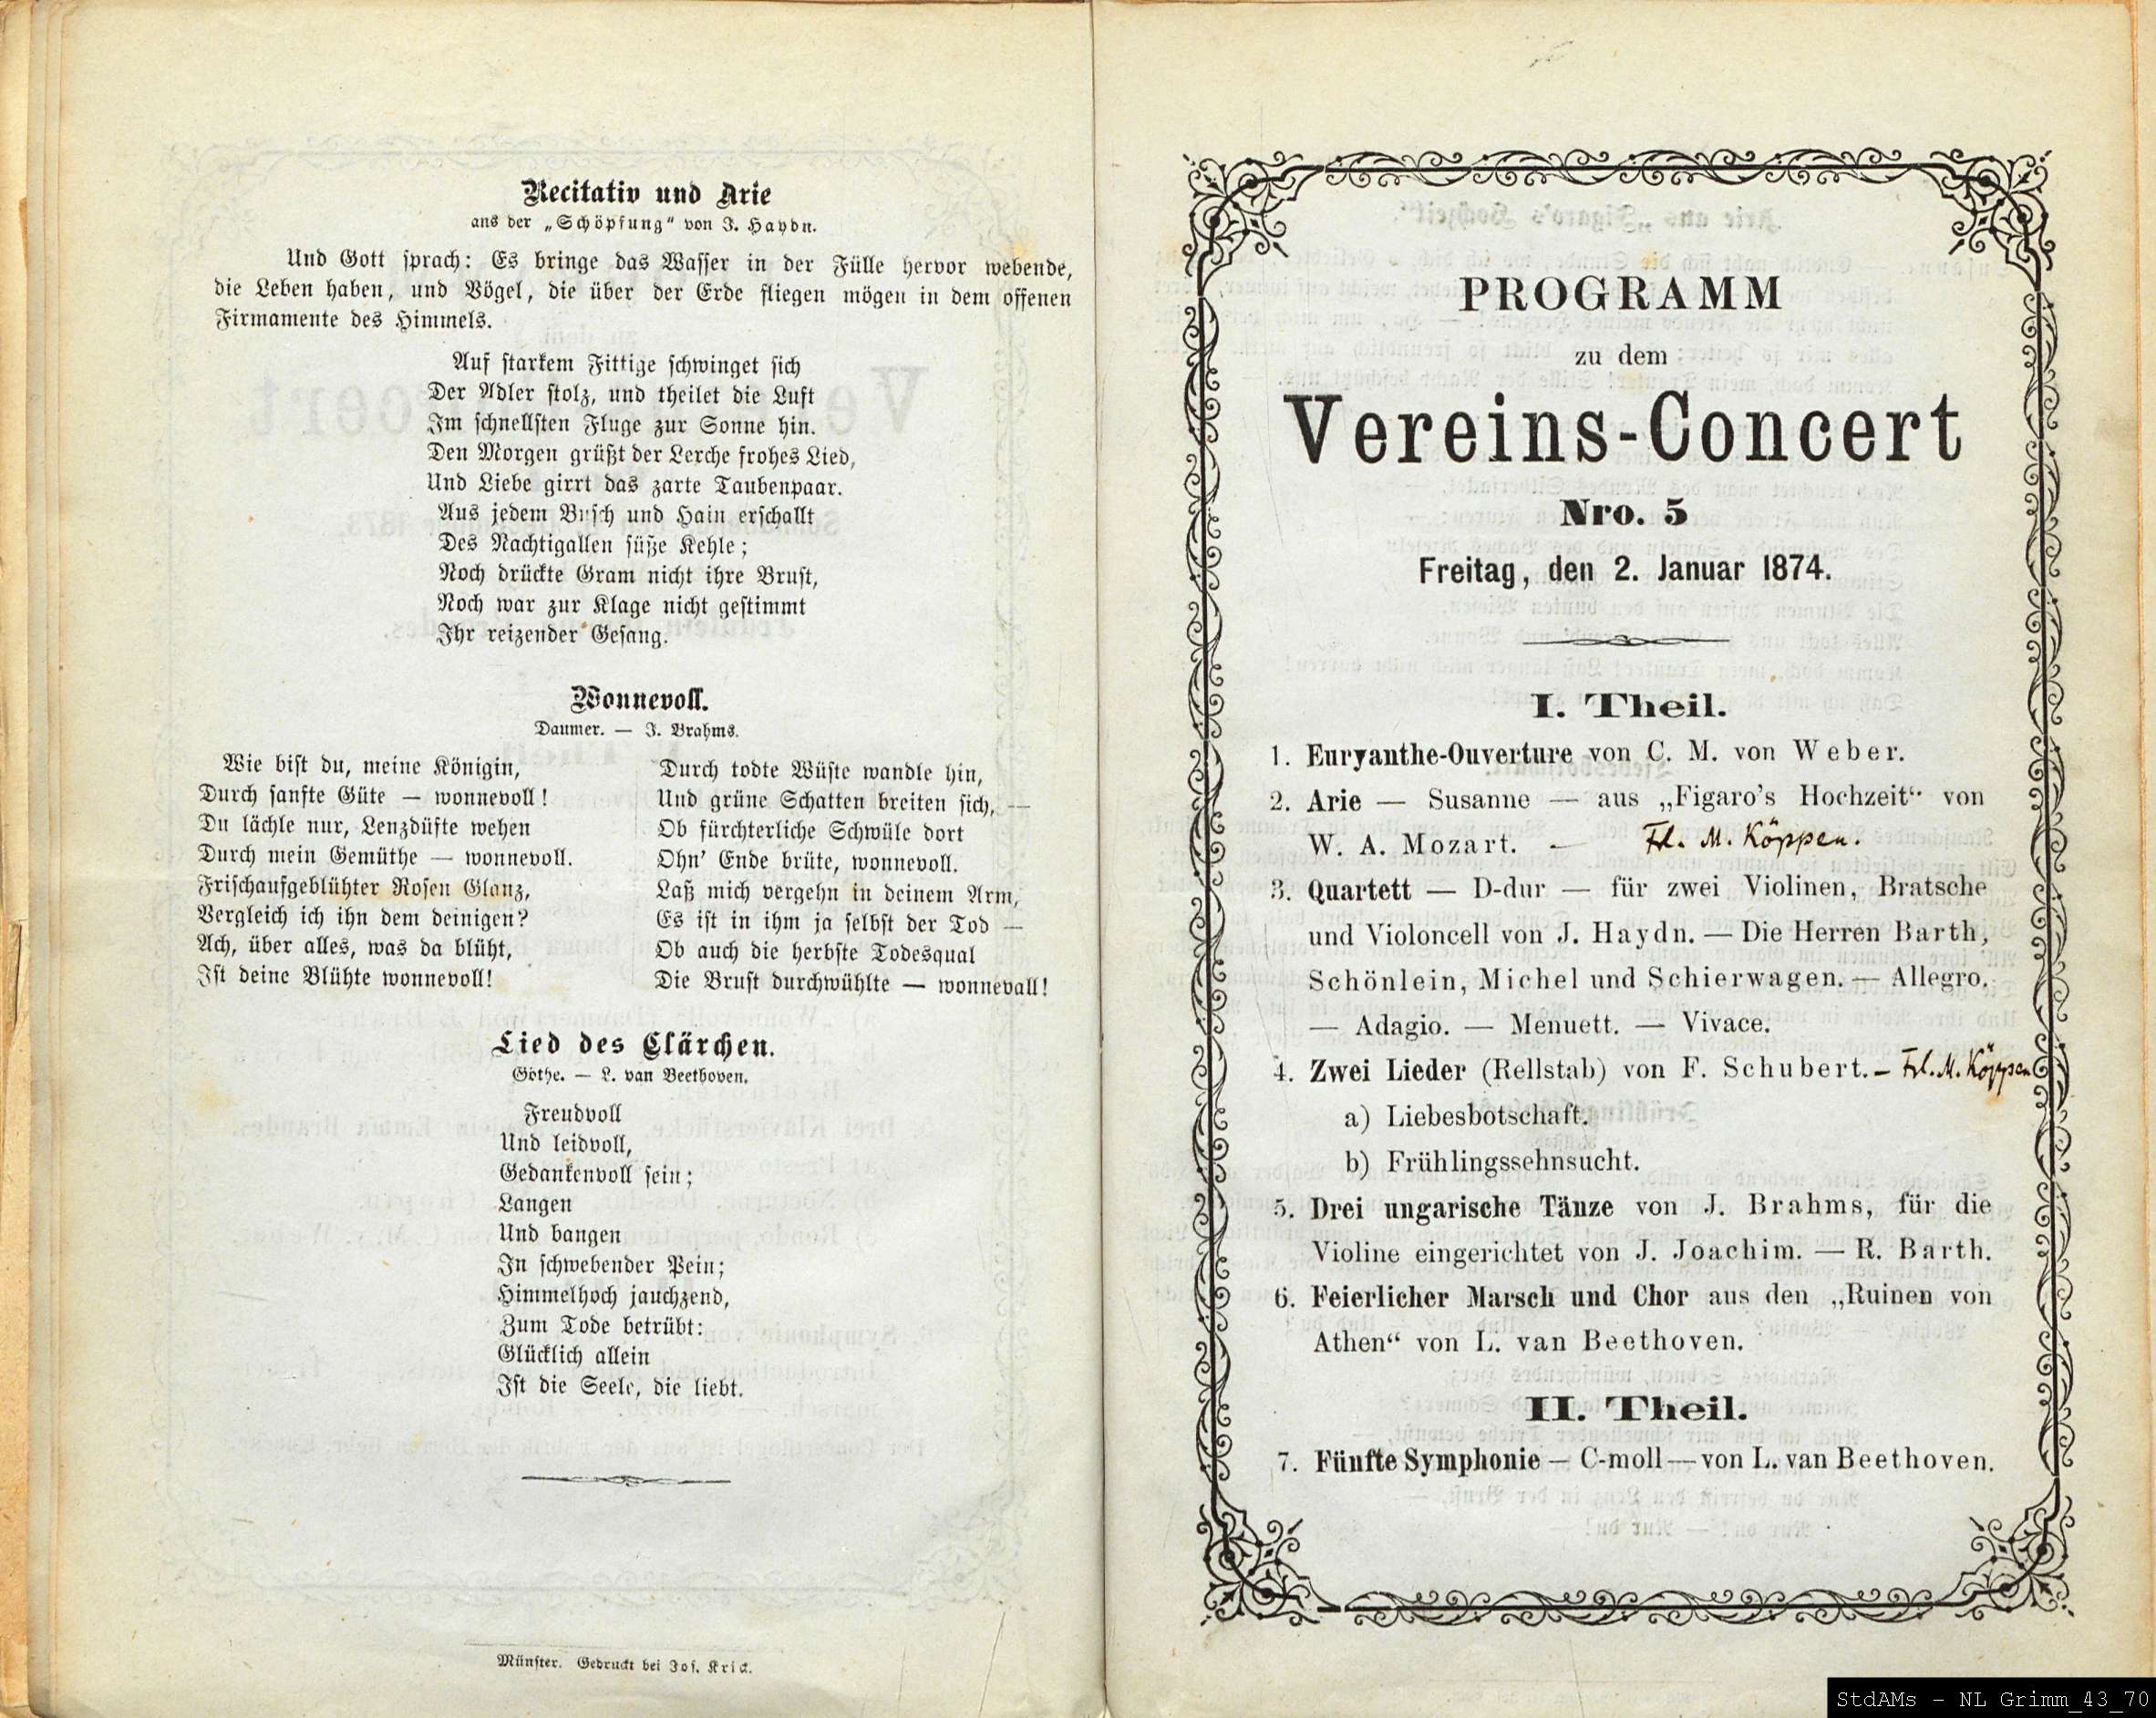 Recitativ und Arie
aus der „Schöpfung“ von J. Haydn.
Und Gott sprach: Es bringe das Wasser in der Fülle hervor webende,
die Leben haben, und Vögel, die über der Erde fliegen mögen in dem offenen
Firmamente des Himmels.
Auf starkem Fittige schwinget sich
Der Adler stolz, und theilet die Luft
Im schnellsten Fluge zur Sonne hin.
Den Morgen grüßt der Lerche frohes Lied,
Und Liebe girrt das zarte Taubenpaar.
Aus jedem Busch und Hain erschallt
Des Nachtigallen süße Kehle;
Noch drückte Gram nicht ihre Brust,
Noch war zur Klage nicht gestimmt
Ihr reizender Gesang.
Wonnevoll.
Daumer. — J. Brahms.
Wie bist du, meine Königin,
Durch sanfte Güte — wonnevoll!
Du lächle nur, Lenzdüfte wehen
Durch mein Gemüthe — wonnevoll.
Frischaufgeblühter Rosen Glanz,
Vergleich ich ihn dem deinigen?
Ach, über alles, was da blüht,
Ist deine Blühte wonnevoll!
Durch todte Wüste wandle hin,
Und grüne Schatten breiten sich, —
Ob fürchterliche Schwüle dort
Ohn' Ende brüte, wonnevoll.
Laß mich vergehn in deinem Arm,
Es ist in ihm ja selbst der Tod —
Ob auch die herbste Todesqual
Die Brust durchwühlte — wonnevall!
Lied des Clärchen.
Göthe. — L. van Beethoven.
Freudvoll
Und leidvoll,
Gedankenvoll sein;
Langen
Und bangen
In schwebender Pein;
Himmelhoch jauchzend,
Zum Tode betrübt:
Glücklich allein
Ist die Seele, die liebt.
Münster. Gedruckt bei Jos. Krick.
PROGRAMM
zu dem
Vereins-Concert
Nro. 5
Freitag, den 2. Januar 1874.
I. Theil.
1. Euryanthe-Ouverture von C. M. von Weber.
2. Arie — Susanne — aus „Figaro's Hochzeit“ von
W. A. Mozart. — Frl. M. Köppen.
3. Quartett — D-dur — für zwei Violinen, Bratsche
und Violoncell von J. Haydn. — Die Herren Barth,
Schönlein, Michel und Schierwagen. — Allegro.
— Adagio. — Menuett. — Vivace.
4. Zwei Lieder (Rellstab) von F. Schubert. — Frl. M. Köppen
a) Liebesbotschaft.
b) Frühlingssehnsucht.
5. Drei ungarische Tänze von J. Brahms, für die
Violine eingerichtet von J. Joachim. — R. Barth.
6. Feierlicher Marsch und Chor aus den „Ruinen von
Athen“ von L. van Beethoven.
II. Theil.
7. Fünfte Symphonie — C-moll — von L. van Beethoven.
StdAMs - NL Grimm_43_70